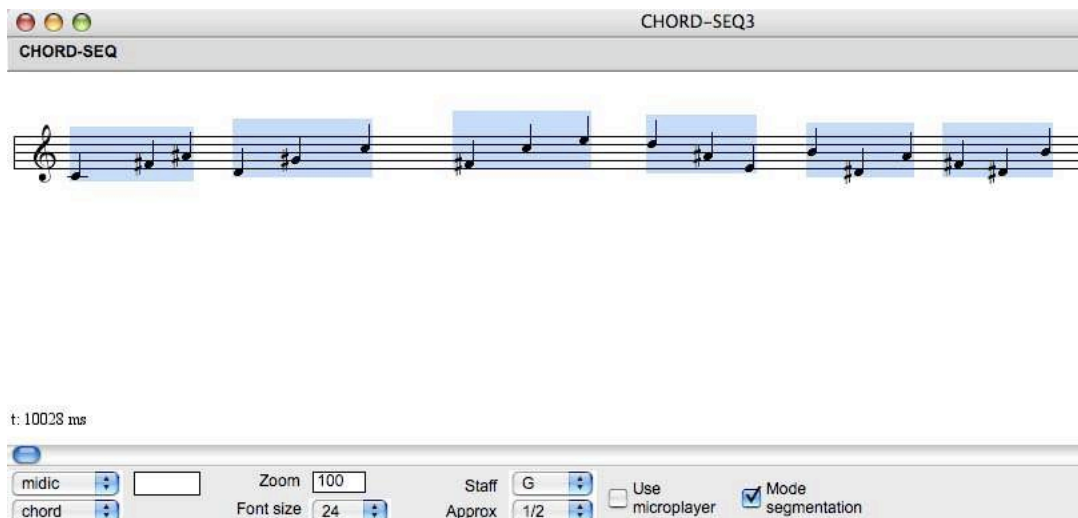 CHORD-SEQ3
CHORD-SEQ
t: 10028 ms
midic Zoom 100 Staff G Use microplayer Mode segmentation
chord Font size 24 Approx 1/2